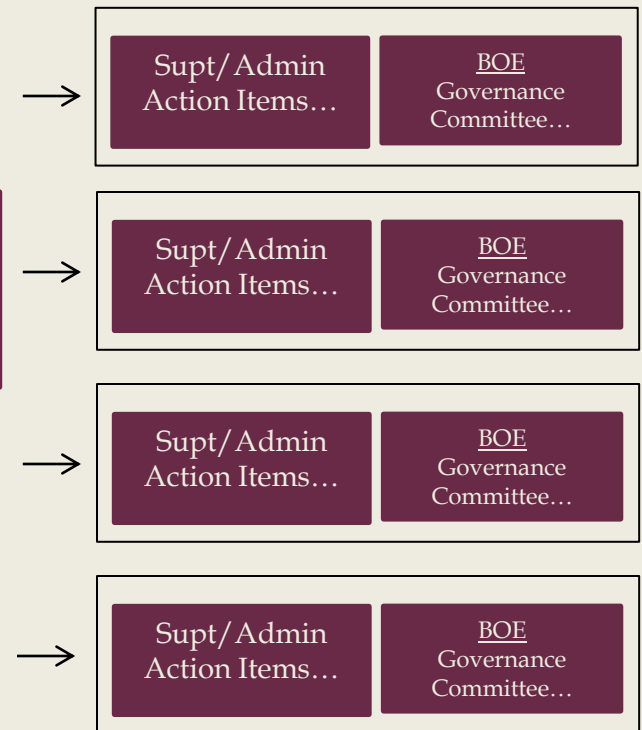 Supt/Admin
Action Items…
BOE
Governance
Committee…
Supt/Admin
Action Items…
BOE
Governance
Committee…
Supt/Admin
Action Items…
BOE
Governance
Committee…
Supt/Admin
Action Items…
BOE
Governance
Committee…